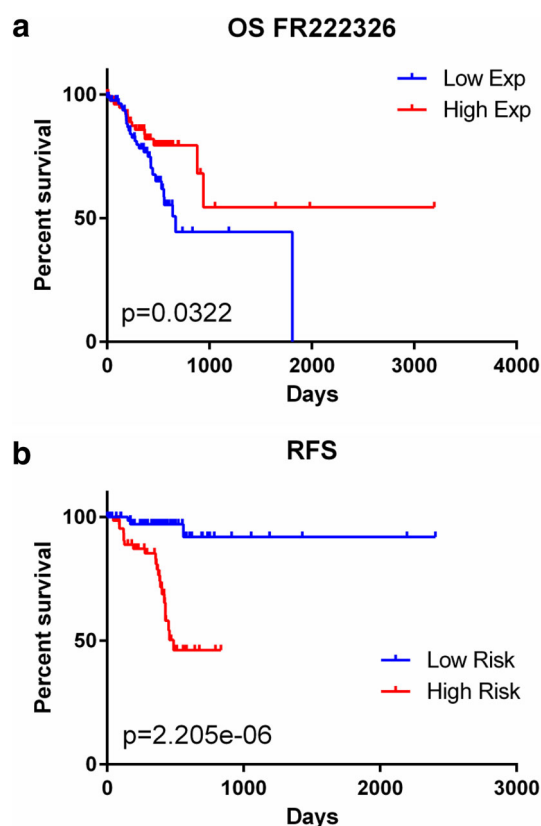 a
OS FR222326
Low Exp
High Exp
Percent survival
100
50
0
p=0.0322
0 1000 2000 3000 4000
Days
b
RFS
Percent survival
100
50
0
Low Risk
High Risk
p=2.205e-06
0 1000 2000 3000
Days